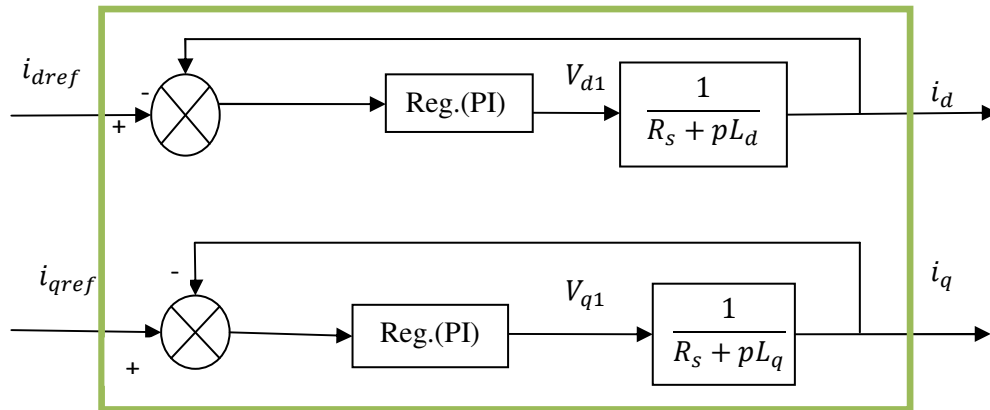 i_dref
-
+
Reg.(PI)
V_d1
1
R_s + pL_d
i_d
i_qref
-
+
Reg.(PI)
V_q1
1
R_s + pL_q
i_q